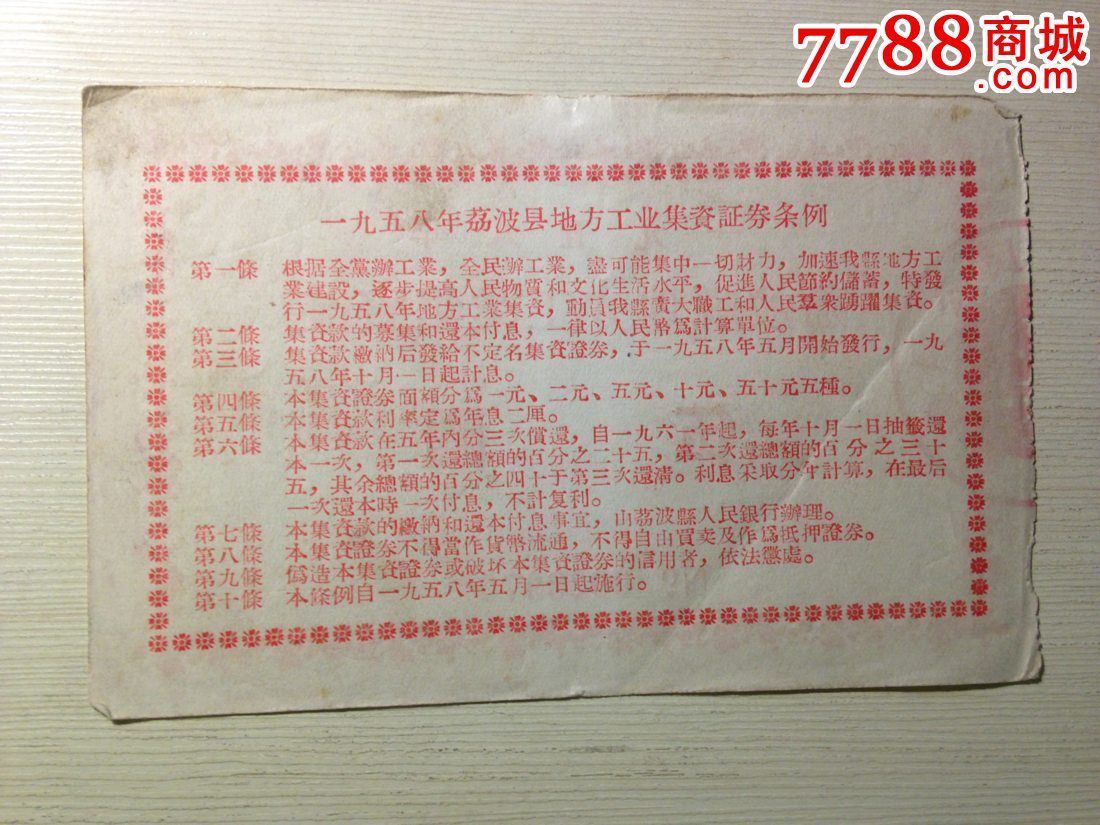 7788商城
.com
一九五八年荔波县地方工业集資証券条例
第一條 根据全黨辦工業，全民辦工業，盡可能集中一切財力，加速我縣地方工
業建設，逐步提高人民物質和文化生活水平，促進人民節約儲蓄，特發
行一九五八年地方工業集資，動員我縣廣大職工和人民羣衆踴躍集資。
第二條 集資款的募集和還本付息，一律以人民幣爲計算單位。
第三條 集資款繳納后發給不定名集資證券，于一九五八年五月開始發行，一九
五八年十月一日起計息。
第四條 本集資證券面額分爲一元、二元、五元、十元、五十元五種。
第五條 本集資款利率定爲年息二厘。
第六條 本集資款在五年內分三次償還，自一九六一年起，每年十月一日抽籤還
本一次，第一次還總額的百分之二十五，第二次還總額的百分之三十
五，其余總額的百分之四十于第三次還清。利息采取分年計算，在最后
一次還本時一次付息，不計复利。
第七條 本集資款的繳納和還本付息事宜，由荔波縣人民銀行辦理。
第八條 本集資證券不得當作貨幣流通，不得自由買卖及作爲抵押證券。
第九條 僞造本集資證券或破坏本集資證券的信用者，依法懲處。
第十條 本條例自一九五八年五月一日起施行。